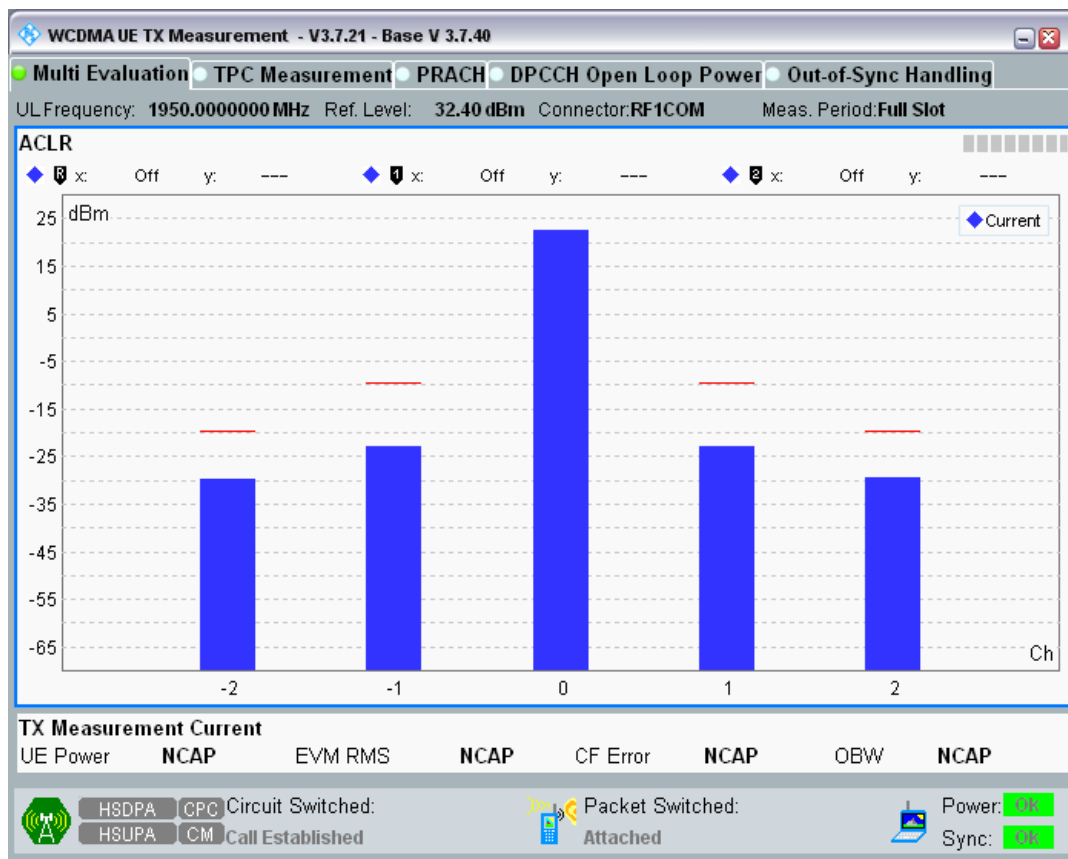 WCDMA UE TX Measurement - V3.7.21 - Base V 3.7.40
Multi Evaluation TPC Measurement PRACH DPCCH Open Loop Power Out-of-Sync Handling
UL Frequency: 1950.0000000 MHz Ref. Level: 32.40 dBm Connector:RF1COM Meas. Period:Full Slot
ACLR
R x: Off y: --- 1 x: Off y: --- 2 x: Off y: ---
dBm
Current
25
15
5
-5
-15
-25
-35
-45
-55
-65
Ch
-2 -1 0 1 2
TX Measurement Current
UE Power NCAP EVM RMS NCAP CF Error NCAP OBW NCAP
HSDPA CPC Circuit Switched: Packet Switched: Power: Ok
HSUPA CM Call Established Attached Sync: Ok